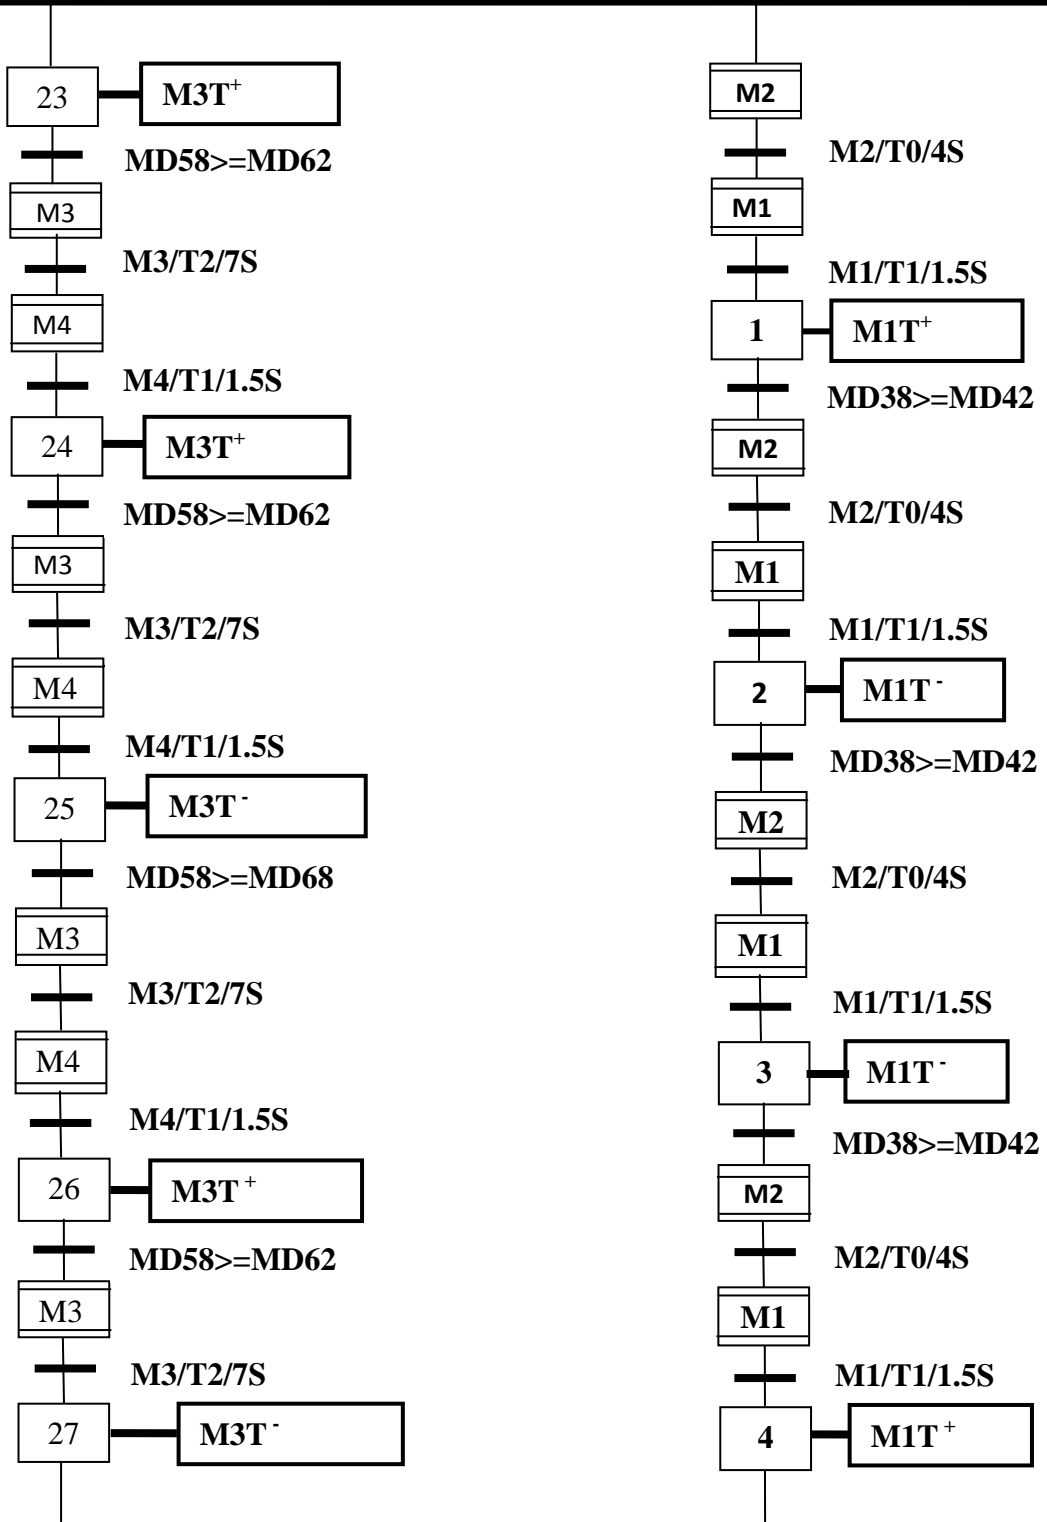 23 M3T⁺
MD58>=MD62
M3
M3/T2/7S
M4
M4/T1/1.5S
24 M3T⁺
MD58>=MD62
M3
M3/T2/7S
M4
M4/T1/1.5S
25 M3T⁻
MD58>=MD68
M3
M3/T2/7S
M4
M4/T1/1.5S
26 M3T⁺
MD58>=MD62
M3
M3/T2/7S
27 M3T⁻
M2
M2/T0/4S
M1
M1/T1/1.5S
1 M1T⁺
MD38>=MD42
M2
M2/T0/4S
M1
M1/T1/1.5S
2 M1T⁻
MD38>=MD42
M2
M2/T0/4S
M1
M1/T1/1.5S
3 M1T⁻
MD38>=MD42
M2
M2/T0/4S
M1
M1/T1/1.5S
4 M1T⁺